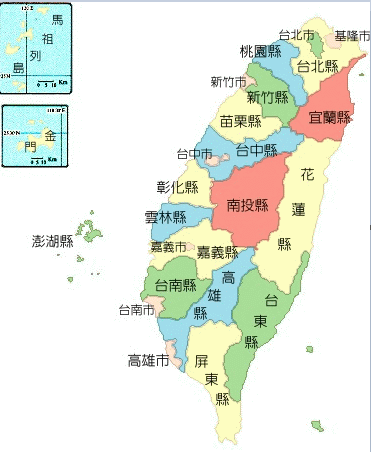 馬
祖
列
島
金
門
台北市
基隆市
桃園縣
台北縣
新竹市
新竹縣
宜蘭縣
苗栗縣
台中市
台中縣
花
蓮
縣
彰化縣
南投縣
雲林縣
澎湖縣
嘉義市
嘉義縣
台南縣
高
雄
縣
台
東
縣
台南市
高雄市
屏
東
縣